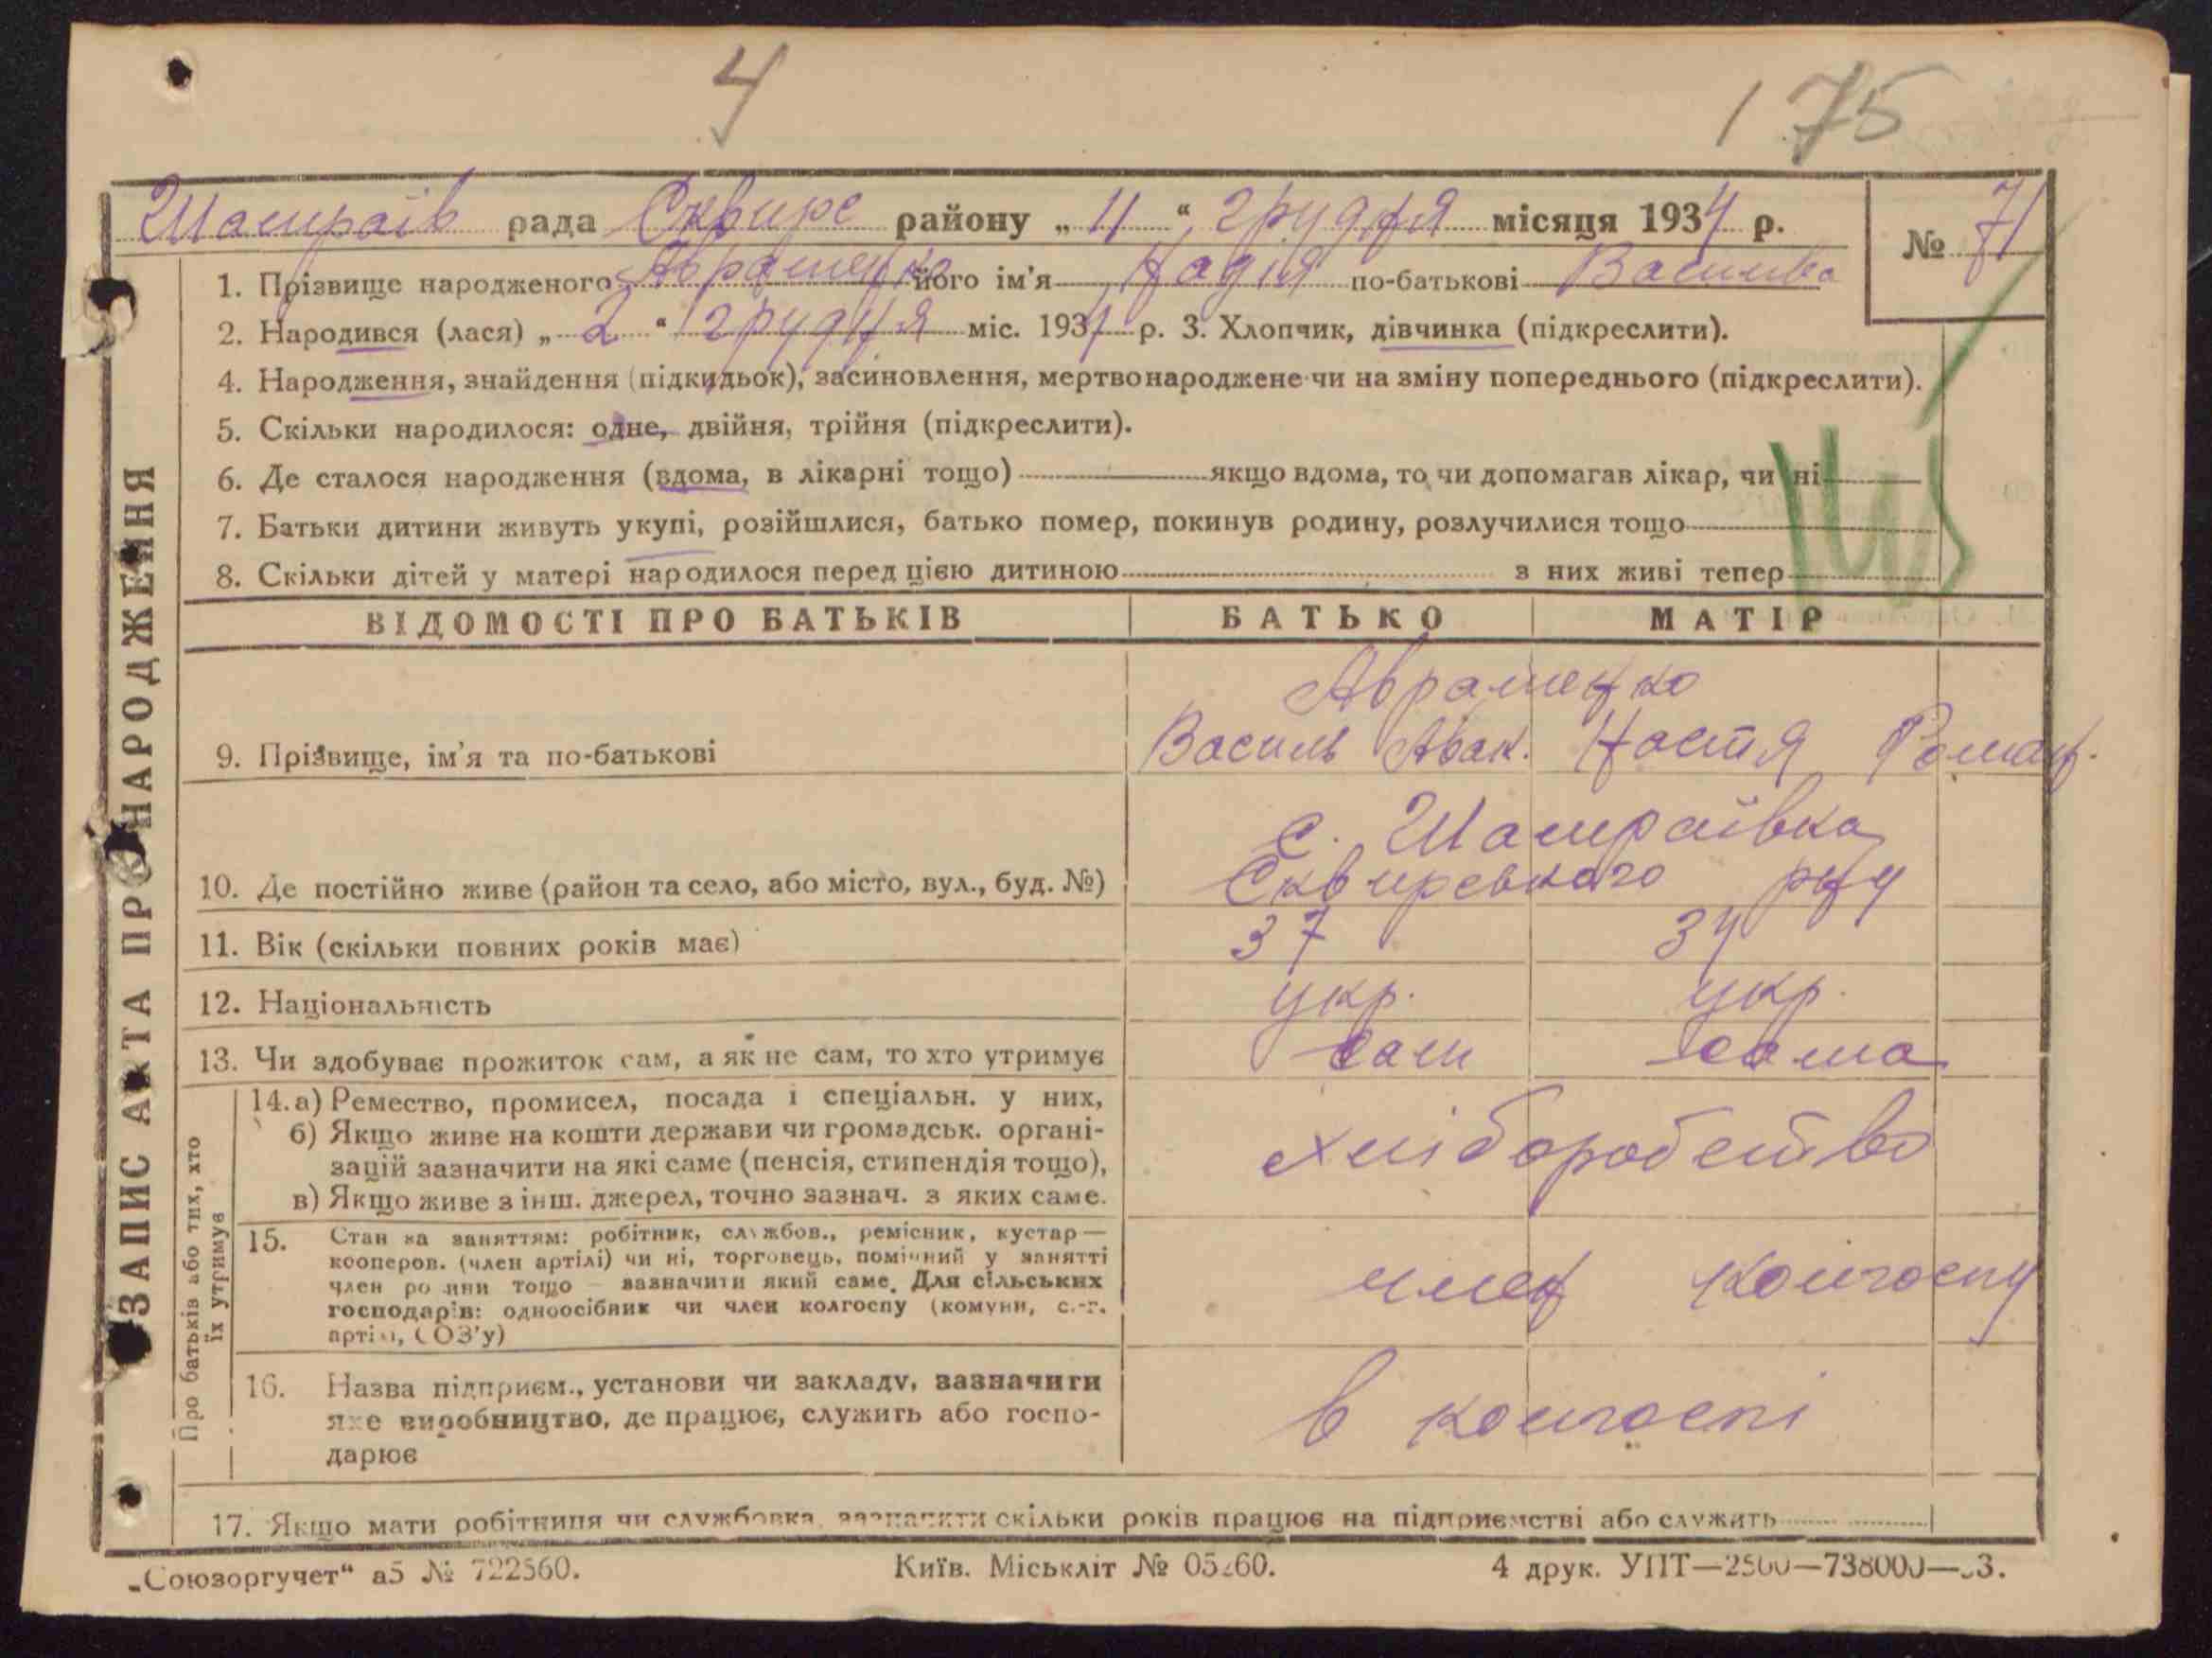 4
175
Шамраїв рада Сквирс району „ 11 “ грудня місяця 1934 р.
№ 71
1. Прізвище народженого Авраменко його ім'я Надія по-батькові Василівна
2. Народився (лася) „ 2 “ грудня міс. 1934 р. 3. Хлопчик, дівчинка (підкреслити).
4. Народження, знайдення (підкидьок), засиновлення, мертвонароджене чи на зміну попереднього (підкреслити).
5. Скільки народилося: одне, двійня, трійня (підкреслити).
6. Де сталося народження (вдома, в лікарні тощо) якщо вдома, то чи допомагав лікар, чи ні
7. Батьки дитини живуть укупі, розійшлися, батько помер, покинув родину, розлучилися тощо
8. Скільки дітей у матері народилося перед цією дитиною з них живі тепер
ЗАПИС АКТА ПРО НАРОДЖЕННЯ
ВІДОМОСТІ ПРО БАТЬКІВ БАТЬКО МАТІР
Авраменко
9. Прізвище, ім'я та по-батькові Василь Авак. Настя Роман.
с. Шамраївка
10. Де постійно живе (район та село, або місто, вул., буд. №) Сквирського р-ну
11. Вік (скільки повних років має) 37 34
12. Національність укр. укр.
13. Чи здобуває прожиток сам, а як не сам, то хто утримує сам сама
Про батьків або тих, хто їх утримує
14. а) Ремество, промисел, посада і спеціальн. у них,
б) Якщо живе на кошти держави чи громадськ. органі-
зацій зазначити на які саме (пенсія, стипендія тощо),
в) Якщо живе з інш. джерел, точно зазнач. з яких саме.
хліборобство
15. Стан за заняттям: робітник, службов., ремісник, кустар —
кооперов. (член артілі) чи ні, торговець, помічний у занятті
член родини тощо — зазначити який саме. Для сільських
господарів: одноосібник чи член колгоспу (комуни, с.-г.
артілі, СОЗ'у)
член колгоспу
16. Назва підприєм., установи чи закладу, зазначити
яке виробництво, де працює, служить або госпо-
дарює
в колгоспі
17. Якщо мати робітниця чи службовка, зазначити скільки років працює на підприємстві або служить
„Союзоргучет“ а5 № 722560. Київ. Міськліт № 05260. 4 друк. УПТ—2500—738000—33.